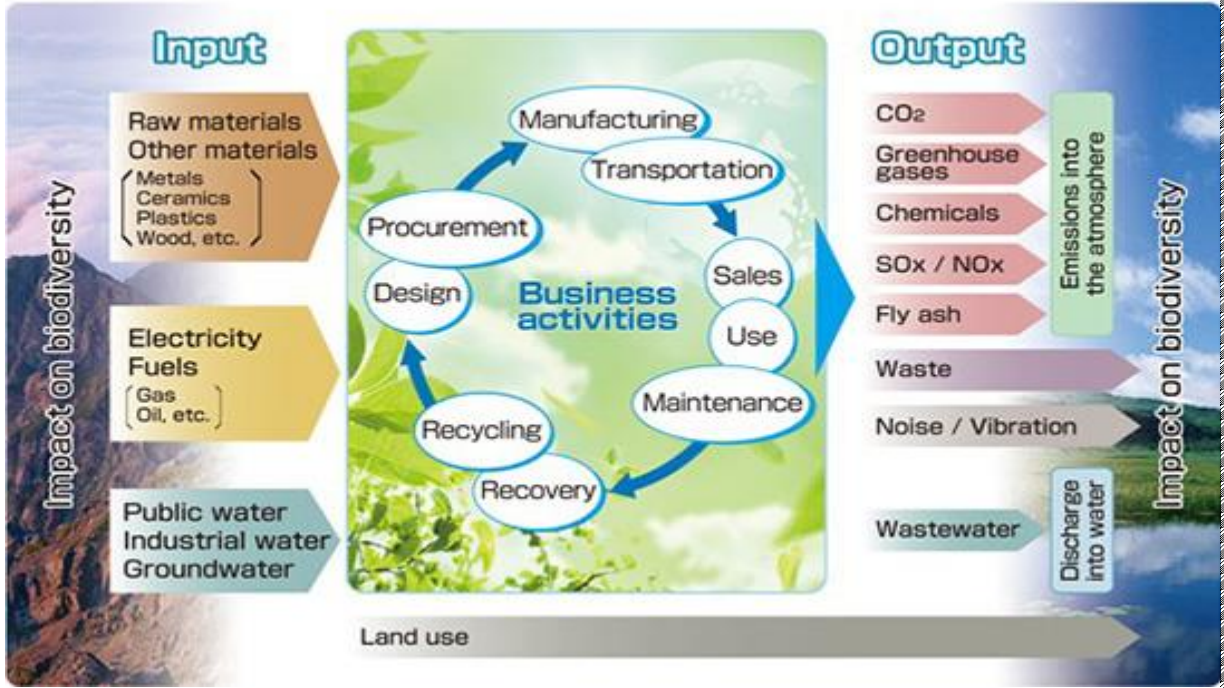 Input
Output
Impact on biodiversity
Raw materials
Other materials
Metals
Ceramics
Plastics
Wood, etc.
Electricity
Fuels
Gas
Oil, etc.
Public water
Industrial water
Groundwater
Manufacturing
Transportation
Procurement
Design
Sales
Use
Business
activities
Maintenance
Recycling
Recovery
CO₂
Greenhouse
gases
Chemicals
SOx / NOx
Fly ash
Emissions into
the atmosphere
Waste
Noise / Vibration
Wastewater
Discharge
into water
Impact on biodiversity
Land use